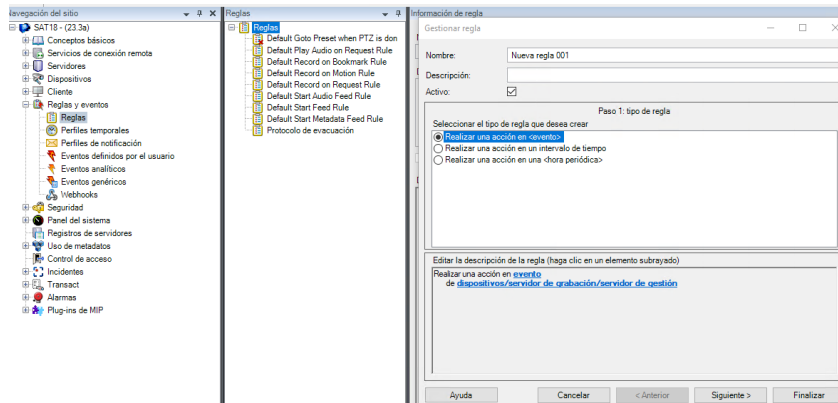 Navegación del sitio
SAT18 - (23.3a)
Conceptos básicos
Servicios de conexión remota
Servidores
Dispositivos
Cliente
Reglas y eventos
Reglas
Perfiles temporales
Perfiles de notificación
Eventos definidos por el usuario
Eventos analíticos
Eventos genéricos
Webhooks
Seguridad
Panel del sistema
Registros de servidores
Uso de metadatos
Control de acceso
Incidentes
Transact
Alarmas
Plug-ins de MIP
Reglas
Reglas
Default Goto Preset when PTZ is don
Default Play Audio on Request Rule
Default Record on Bookmark Rule
Default Record on Motion Rule
Default Record on Request Rule
Default Start Audio Feed Rule
Default Start Feed Rule
Default Start Metadata Feed Rule
Protocolo de evacuación
Información de regla
Gestionar regla
Nombre:
Nueva regla 001
Descripción:
Activo:
Paso 1: tipo de regla
Seleccionar el tipo de regla que desea crear
Realizar una acción en <evento>
Realizar una acción en un intervalo de tiempo
Realizar una acción en una <hora periódica>
Editar la descripción de la regla (haga clic en un elemento subrayado)
Realizar una acción en evento
de dispositivos/servidor de grabación/servidor de gestión
Ayuda
Cancelar
< Anterior
Siguiente >
Finalizar